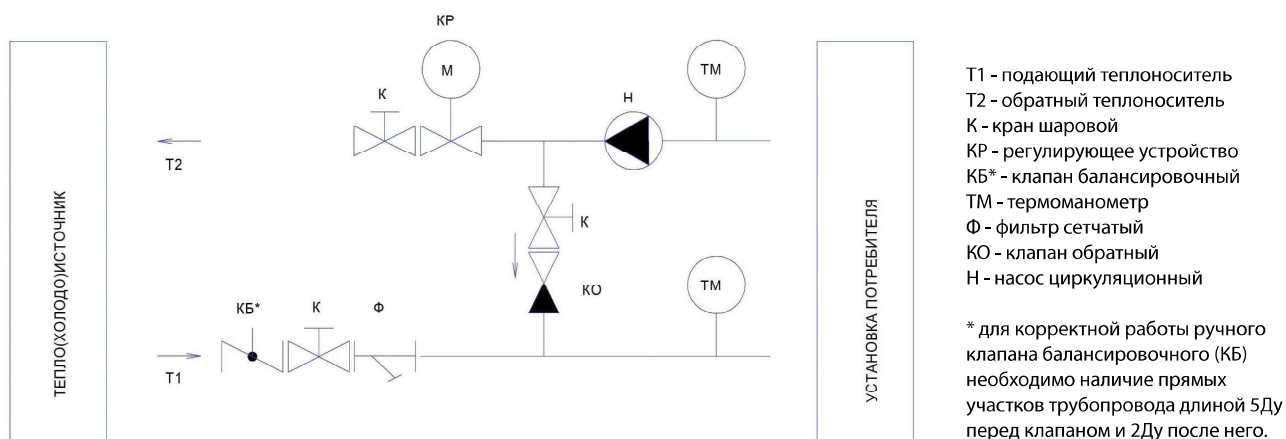 КР
М
ТМ
К
Н
Т2
К
КО
ТМ
КБ*
К
Ф
Т1
ТЕПЛО(ХОЛОДО)ИСТОЧНИК
УСТАНОВКА ПОТРЕБИТЕЛЯ
Т1 - подающий теплоноситель
Т2 - обратный теплоноситель
К - кран шаровой
КР - регулирующее устройство
КБ* - клапан балансировочный
ТМ - термоманометр
Ф - фильтр сетчатый
КО - клапан обратный
Н - насос циркуляционный
* для корректной работы ручного
клапана балансировочного (КБ)
необходимо наличие прямых
участков трубопровода длиной 5Ду
перед клапаном и 2Ду после него.